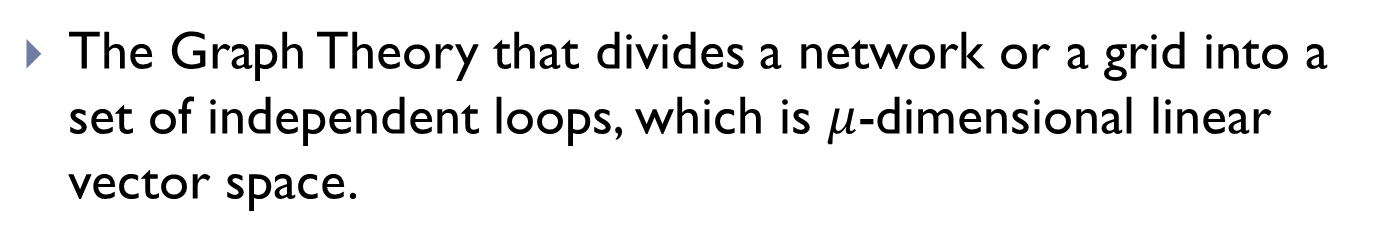 The Graph Theory that divides a network or a grid into a
set of independent loops, which is μ-dimensional linear
vector space.